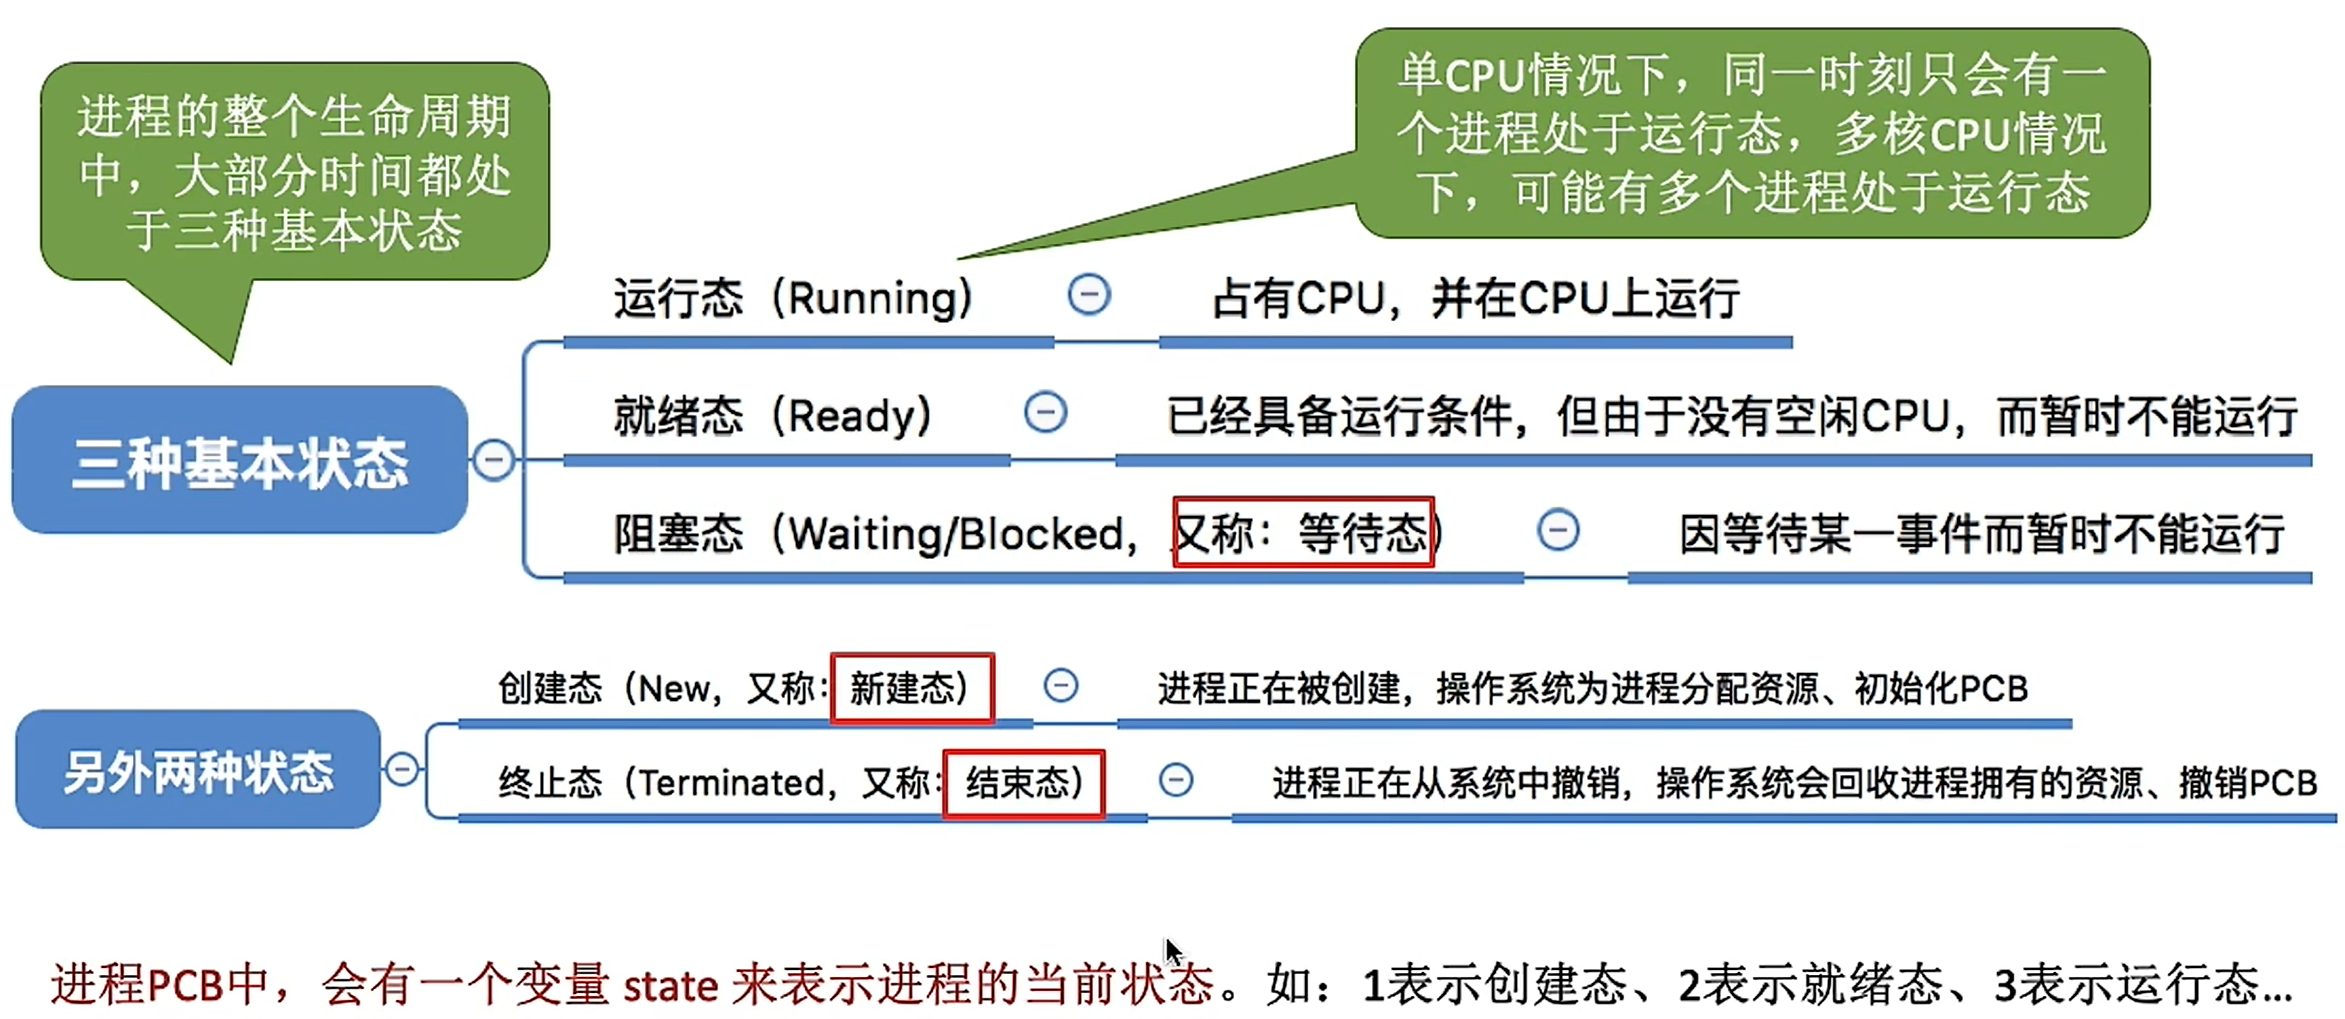 进程的整个生命周期
中，大部分时间都处
于三种基本状态
单CPU情况下，同一时刻只会有一
个进程处于运行态，多核CPU情况
下，可能有多个进程处于运行态
三种基本状态
运行态（Running） 占有CPU，并在CPU上运行
就绪态（Ready） 已经具备运行条件，但由于没有空闲CPU，而暂时不能运行
阻塞态（Waiting/Blocked，又称：等待态） 因等待某一事件而暂时不能运行
另外两种状态
创建态（New，又称：新建态） 进程正在被创建，操作系统为进程分配资源、初始化PCB
终止态（Terminated，又称：结束态） 进程正在从系统中撤销，操作系统会回收进程拥有的资源、撤销PCB
进程PCB中，会有一个变量 state 来表示进程的当前状态。如：1表示创建态、2表示就绪态、3表示运行态...